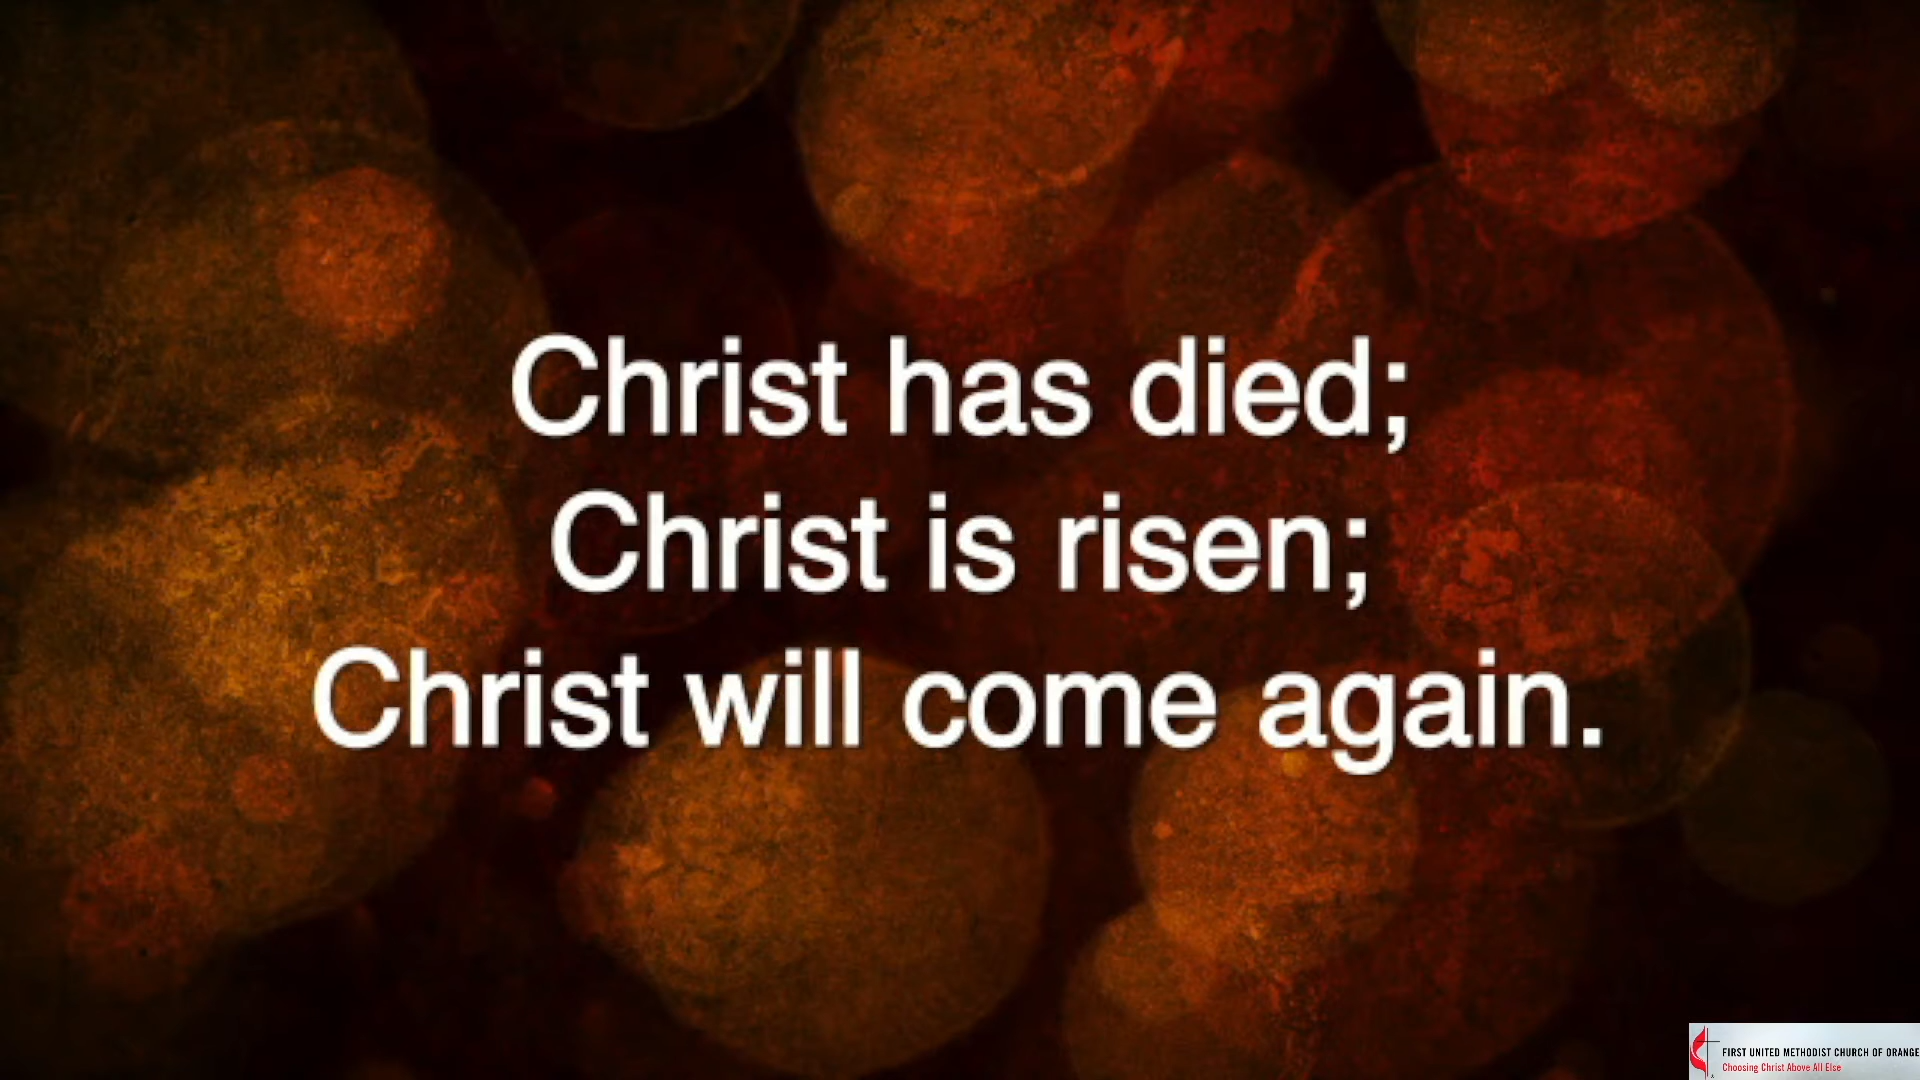 Christ has died;
Christ is risen;
Christ will come again.
FIRST UNITED METHODIST CHURCH OF ORANGE
Choosing Christ Above All Else